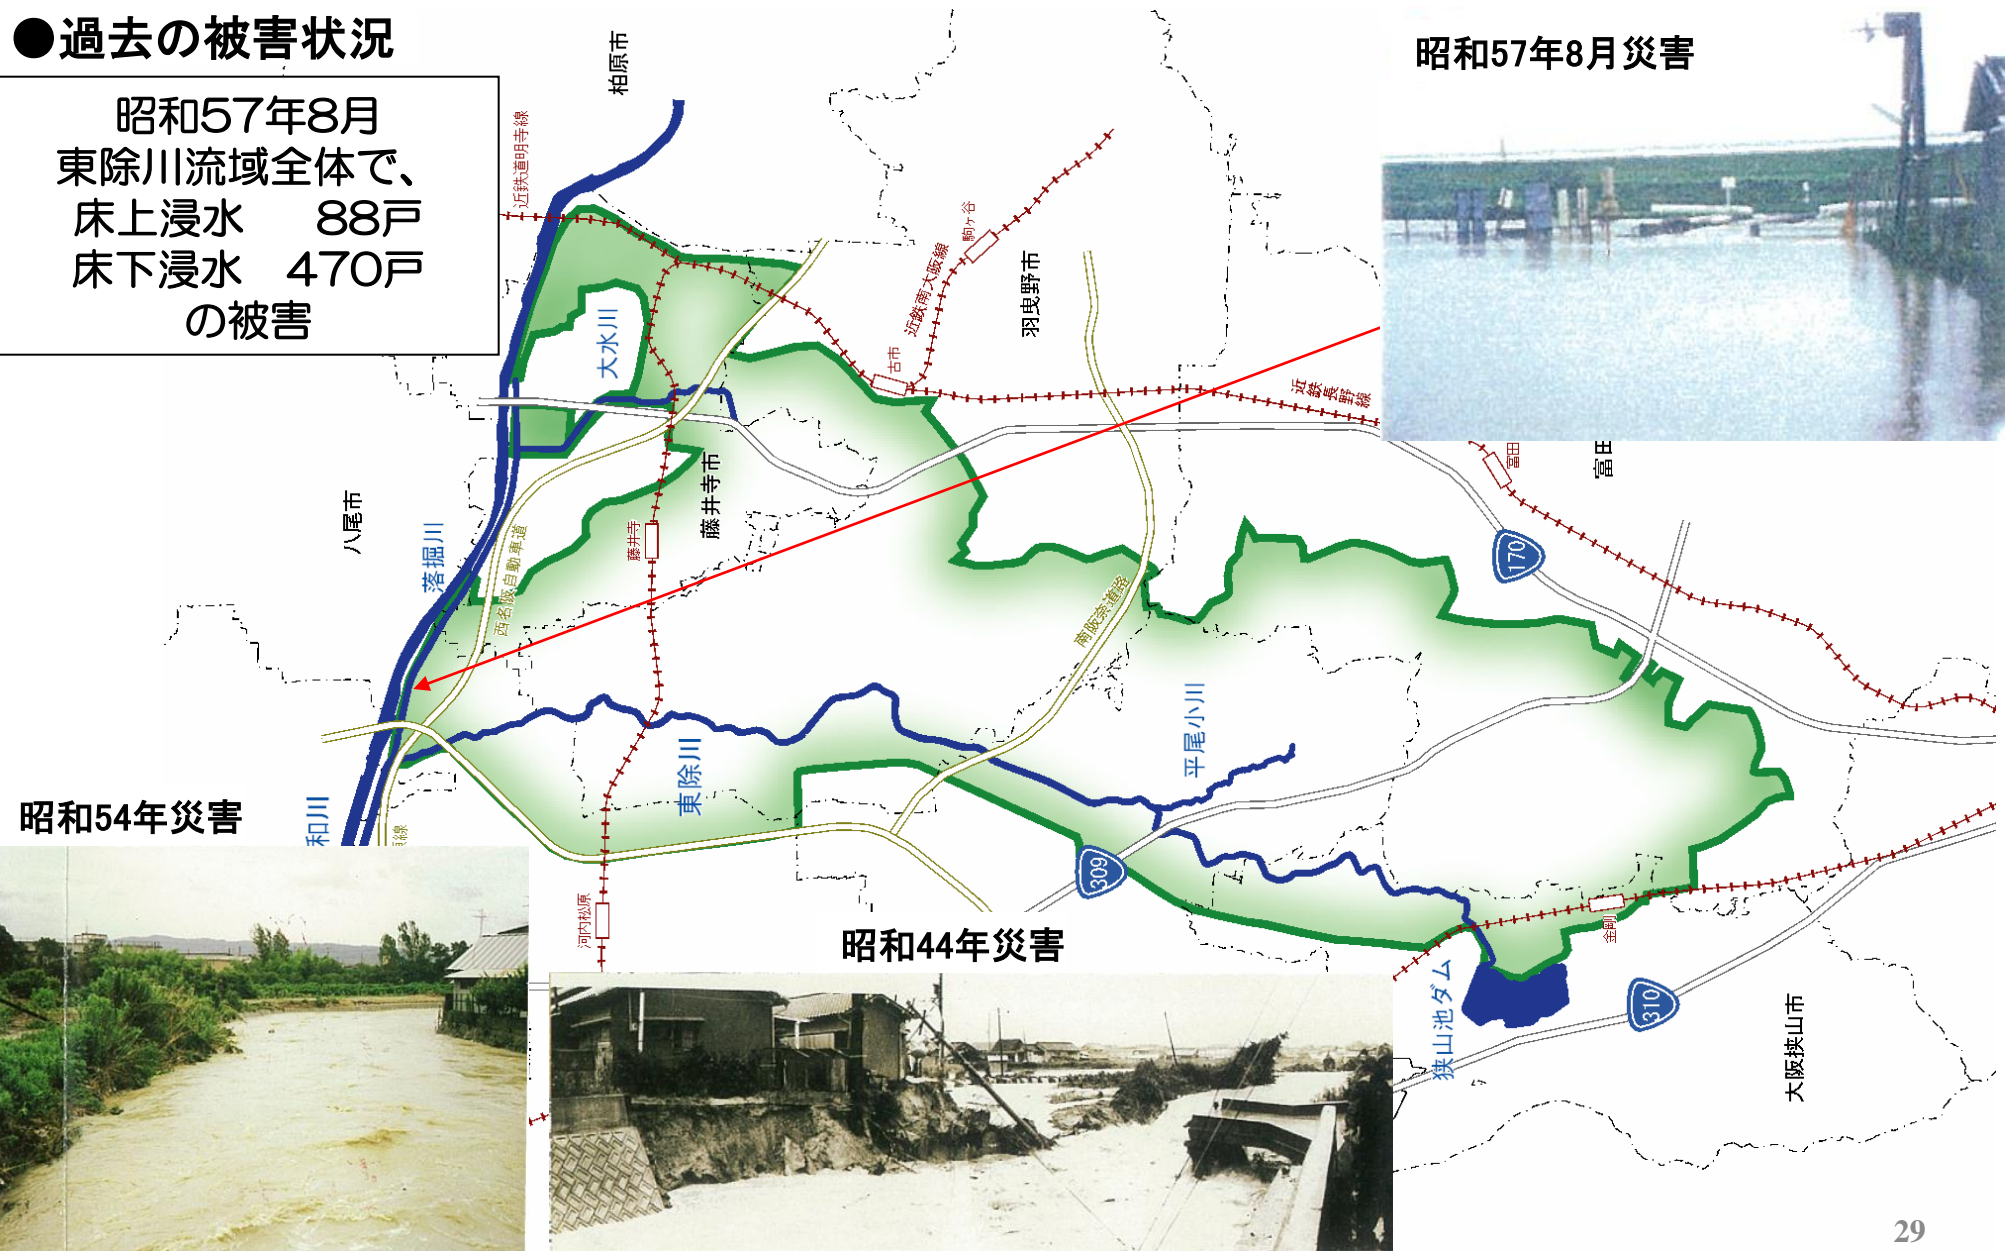 ●過去の被害状況
昭和57年8月
東除川流域全体で、
床上浸水　　88戸
床下浸水　470戸
の被害
昭和57年8月災害
柏原市
近鉄道明寺線
駒ヶ谷
近鉄南大阪線
羽曳野市
大水川
古市
近鉄長野線
富田
富田
八尾市
落掘川
西名阪自動車道
藤井寺
藤井寺市
南阪奈道路
170
東除川
平尾小川
昭和54年災害
和川
線
309
河内松原
昭和44年災害
金剛
狭山池ダム
310
大阪狭山市
29